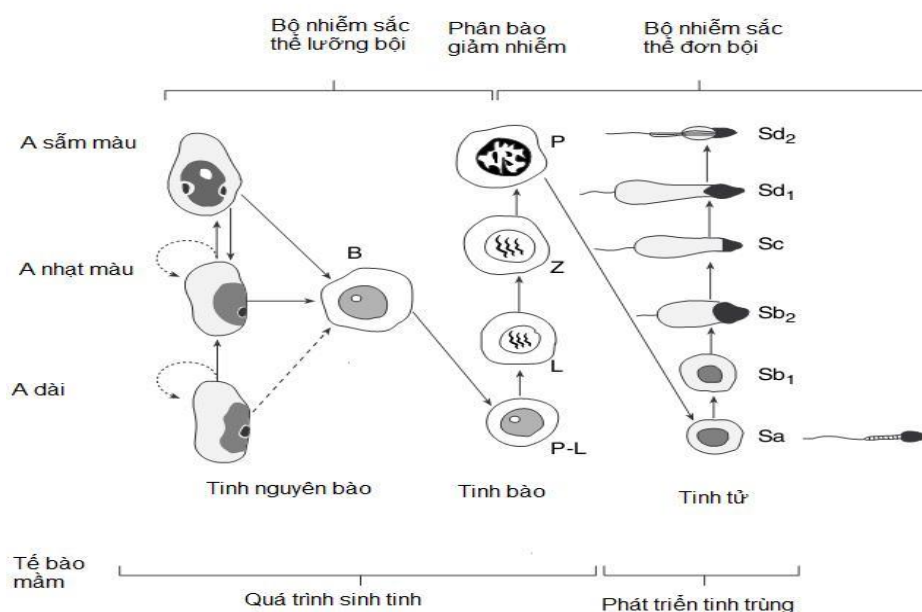 Bộ nhiễm sắc
thể lưỡng bội
Phân bào
giảm nhiễm
Bộ nhiễm sắc
thể đơn bội
A sẫm màu
A nhạt màu
A dài
B
P
Z
L
P-L
Sd2
Sd1
Sc
Sb2
Sb1
Sa
Tinh nguyên bào
Tinh bào
Tinh tử
Tế bào
mầm
Quá trình sinh tinh
Phát triển tinh trùng